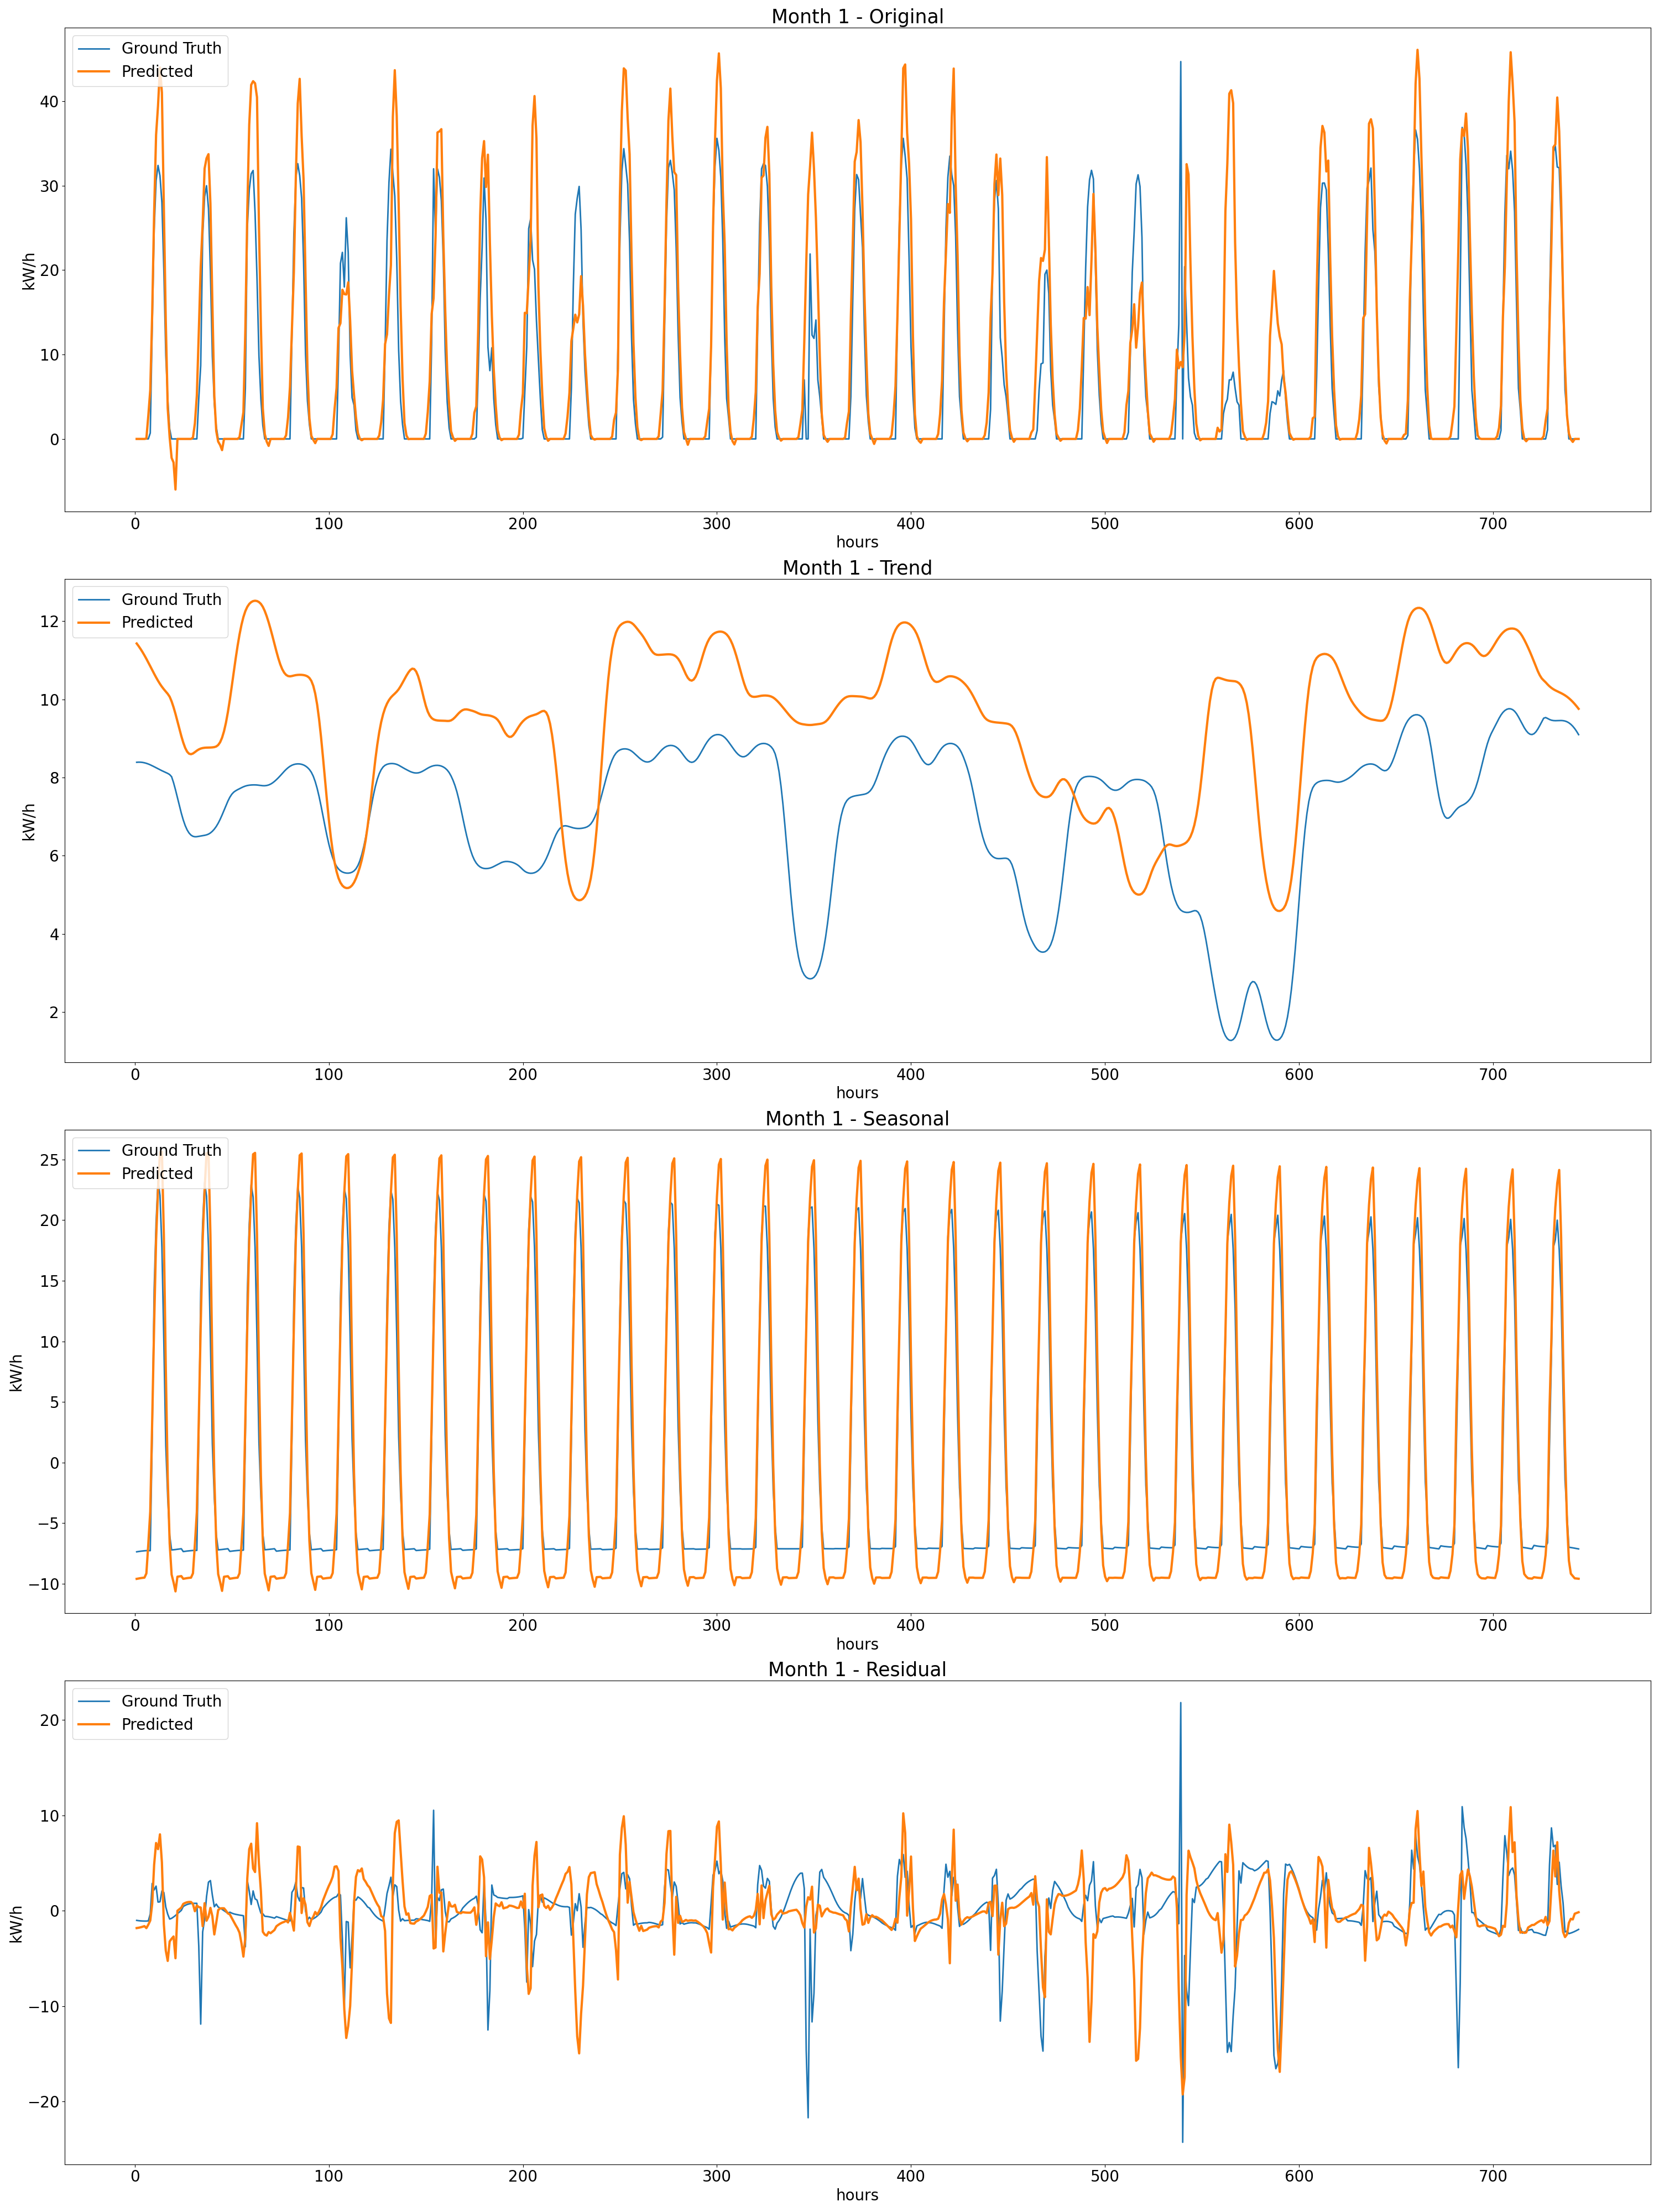 Month 1 - Original
Ground Truth
Predicted
kW/h
40
30
20
10
0
0 100 200 300 400 500 600 700
hours
Month 1 - Trend
Ground Truth
Predicted
kW/h
12
10
8
6
4
2
0 100 200 300 400 500 600 700
hours
Month 1 - Seasonal
Ground Truth
Predicted
kW/h
25
20
15
10
5
0
−5
−10
0 100 200 300 400 500 600 700
hours
Month 1 - Residual
Ground Truth
Predicted
kW/h
20
10
0
−10
−20
0 100 200 300 400 500 600 700
hours